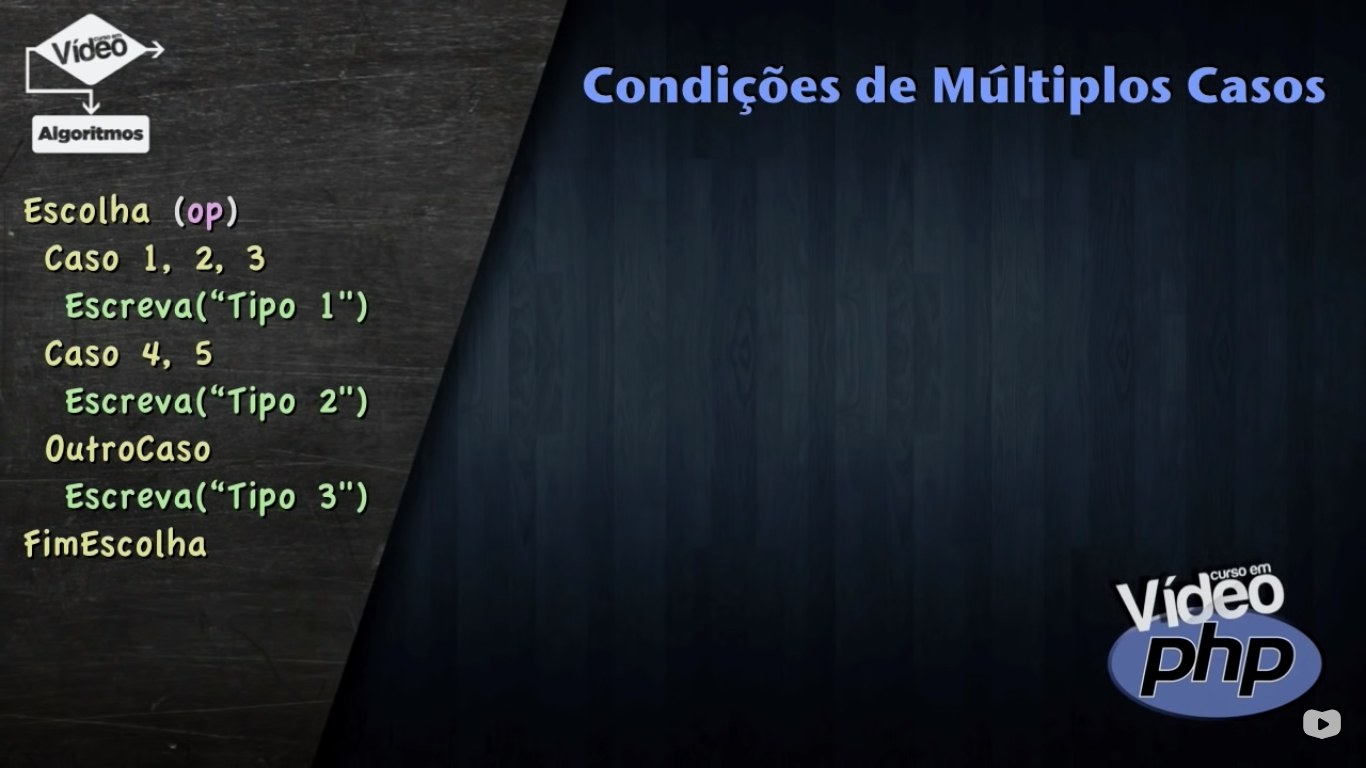 curso em
Vídeo
Algoritmos
Condições de Múltiplos Casos
Escolha (op)
Caso 1, 2, 3
Escreva(“Tipo 1")
Caso 4, 5
Escreva(“Tipo 2")
OutroCaso
Escreva(“Tipo 3")
FimEscolha
curso em
Vídeo
php